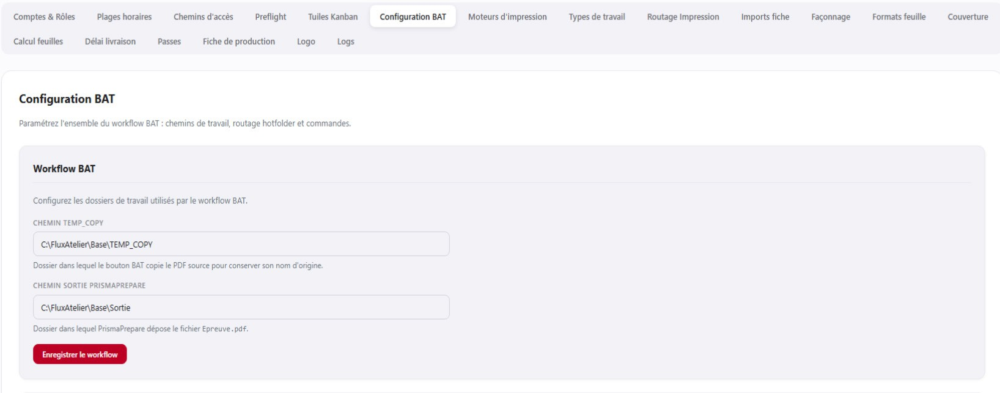 Comptes & Rôles Plages horaires Chemins d'accès Preflight Tuiles Kanban Configuration BAT Moteurs d'impression Types de travail Routage Impression Imports fiche Façonnage Formats feuille Couverture
Calcul feuilles Délai livraison Passes Fiche de production Logo Logs
Configuration BAT
Paramétrez l'ensemble du workflow BAT : chemins de travail, routage hotfolder et commandes.
Workflow BAT
Configurez les dossiers de travail utilisés par le workflow BAT.
CHEMIN TEMP_COPY
C:\FluxAtelier\Base\TEMP_COPY
Dossier dans lequel le bouton BAT copie le PDF source pour conserver son nom d'origine.
CHEMIN SORTIE PRISMAPREPARE
C:\FluxAtelier\Base\Sortie
Dossier dans lequel PrismaPrepare dépose le fichier Epreuve.pdf.
Enregistrer le workflow